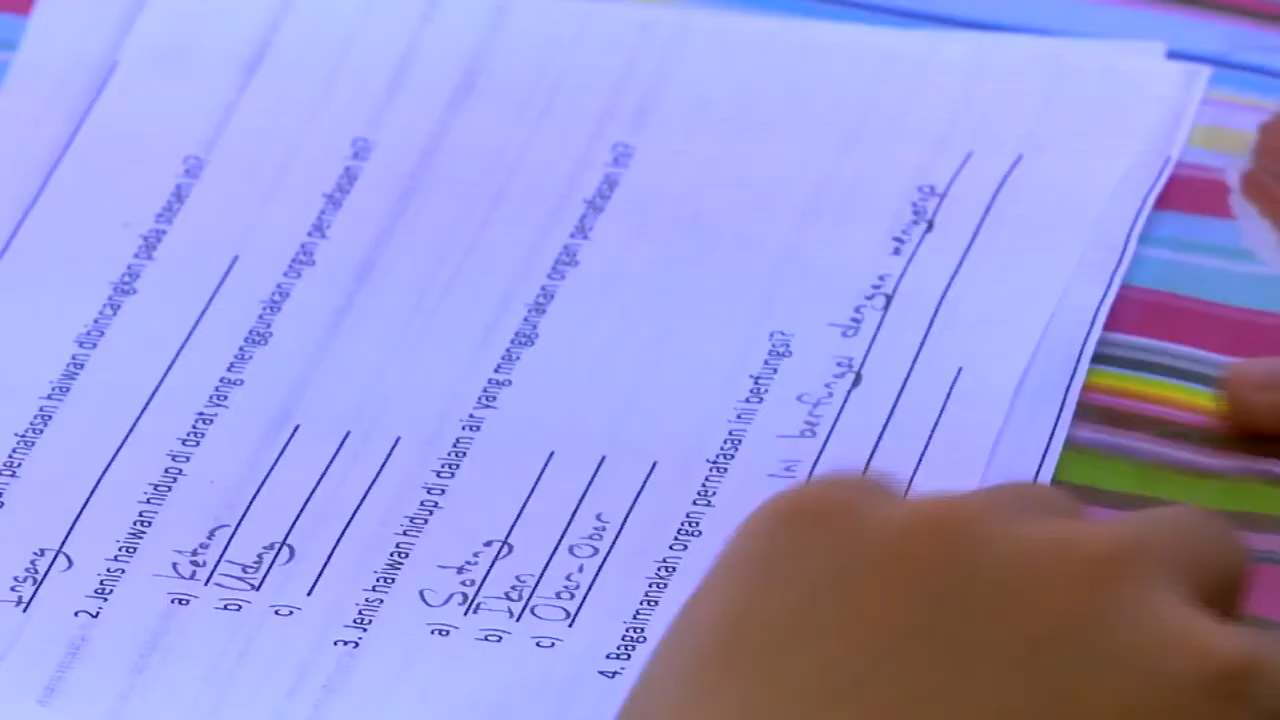 pernafasan haiwan dibincangkan pada stesen ini?
Insang
2. Jenis haiwan hidup di darat yang menggunakan organ pernafasan ini?
a) Ketam
b) Udang
c)
3. Jenis haiwan hidup di dalam air yang menggunakan organ pernafasan ini?
a) Sotong
b) Ikan
c) Obor-Obor
4. Bagaimanakah organ pernafasan ini berfungsi?
Ini berfungsi dengan menyerap